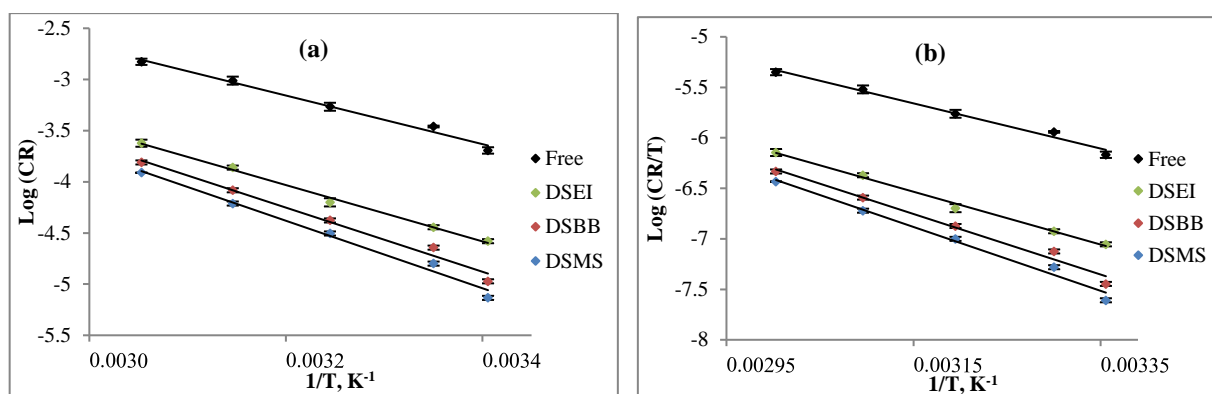 (a)
-2.5
-3
-3.5
-4
-4.5
-5
-5.5
Log (CR)
0.0030
0.0032
0.0034
1/T, K-1
Free
DSEI
DSBB
DSMS
(b)
-5
-5.5
-6
-6.5
-7
-7.5
-8
Log (CR/T)
0.00295
0.00315
0.00335
1/T, K-1
Free
DSEI
DSBB
DSMS